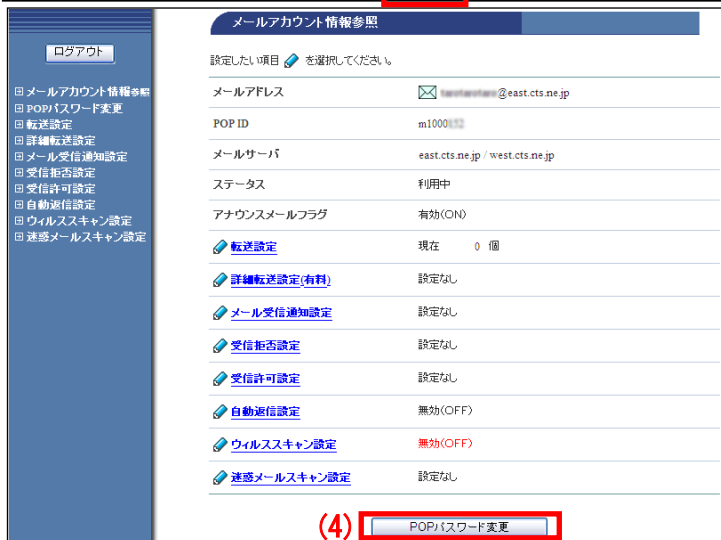 メールアカウント情報参照
ログアウト
設定したい項目 を選択してください。
メールアカウント情報参照
POPパスワード変更
転送設定
詳細転送設定
メール受信通知設定
受信拒否設定
受信許可設定
自動返信設定
ウィルススキャン設定
迷惑メールスキャン設定
メールアドレス @east.cts.ne.jp
POP ID m1000
メールサーバ east.cts.ne.jp / west.cts.ne.jp
ステータス 利用中
アナウンスメールフラグ 有効(ON)
転送設定 現在 0 個
詳細転送設定(有料) 設定なし
メール受信通知設定 設定なし
受信拒否設定 設定なし
受信許可設定 設定なし
自動返信設定 無効(OFF)
ウィルススキャン設定 無効(OFF)
迷惑メールスキャン設定 設定なし
(4) POPパスワード変更